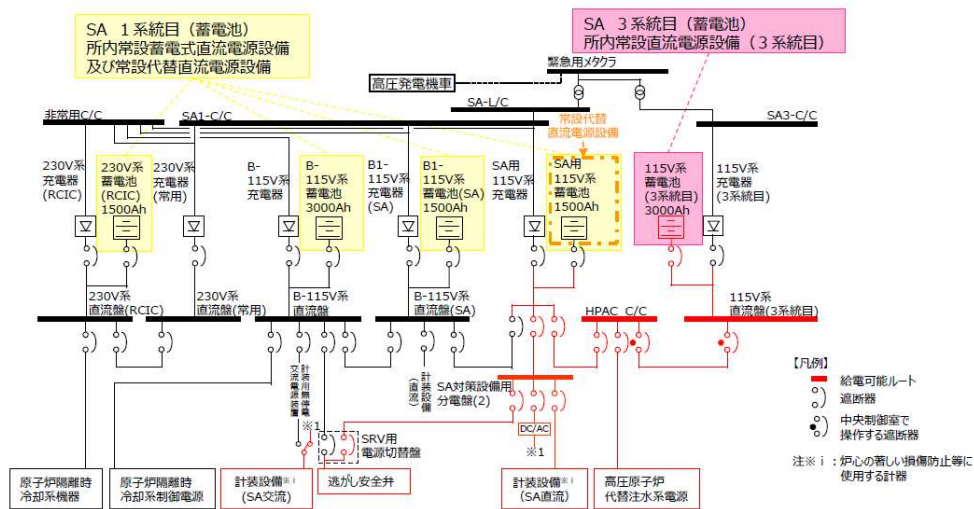 SA 1系統目(蓄電池)
所内常設蓄電式直流電源設備
及び常設代替直流電源設備
SA 3系統目(蓄電池)
所内常設直流電源設備(3系統目)
緊急用メタクラ
高圧発電機車
SA-L/C
非常用C/C
SA1-C/C
常設代替
直流電源設備
SA3-C/C
230V系
充電器
(RCIC)
230V系
蓄電池
(RCIC)
1500Ah
230V系
充電器
(常用)
B-
115V系
充電器
B-
115V系
蓄電池
3000Ah
B1-
115V系
充電器
(SA)
B1-
115V系
蓄電池(SA)
1500Ah
SA用
115V系
充電器
SA用
115V系
蓄電池
1500Ah
115V系
蓄電池
(3系統目)
3000Ah
115V系
充電器
(3系統目)
230V系
直流盤(RCIC)
230V系
直流盤(常用)
B-115V系
直流盤
B-115V系
直流盤(SA)
HPAC C/C
115V系
直流盤(3系統目)
計装用無停電
交流電源装置
計装設備
(直流)
SA対策設備用
分電盤(2)
※1
SRV用
電源切替盤
DC/AC
※1
【凡例】
給電可能ルート
遮断器
中央制御室で
操作する遮断器
注※i:炉心の著しい損傷防止等に
使用する計器
原子炉隔離時
冷却系機器
原子炉隔離時
冷却系制御電源
計装設備※i
(SA交流)
逃がし安全弁
計装設備※i
(SA直流)
高圧原子炉
代替注水系電源